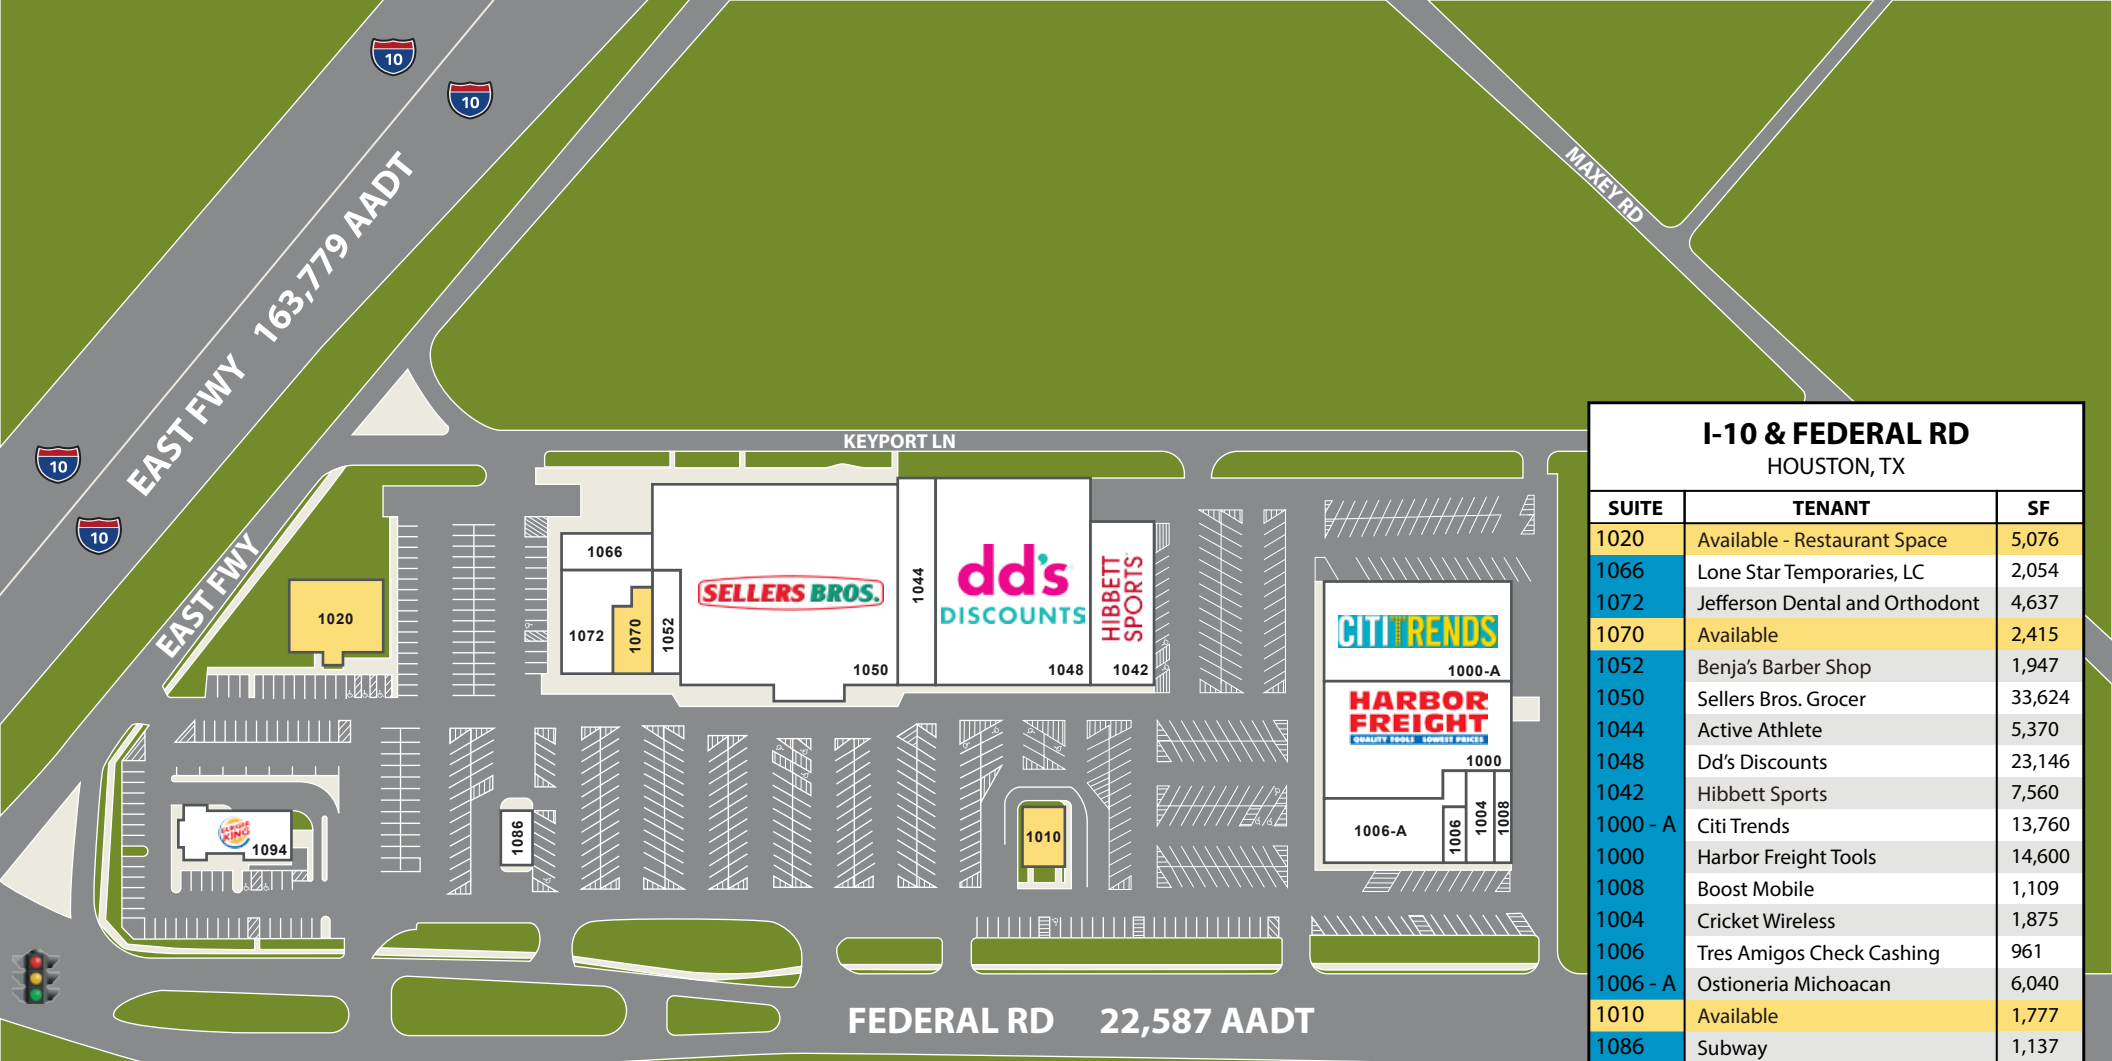 10
10
EAST FWY 163,779 AADT
10
10
EAST FWY
MAXEY RD
KEYPORT LN
1020
1066
1072
1070
1052
SELLERS BROS.
1050
1044
dd's
DISCOUNTS
1048
HIBBETT
SPORTS
1042
CITITRENDS
1000-A
HARBOR
FREIGHT
QUALITY TOOLS LOWEST PRICES
1000
1006-A
1006
1004
1008
BURGER
KING
1094
1086
1010
FEDERAL RD 22,587 AADT
I-10 & FEDERAL RD
HOUSTON, TX
SUITE TENANT SF
1020 Available - Restaurant Space 5,076
1066 Lone Star Temporaries, LC 2,054
1072 Jefferson Dental and Orthodont 4,637
1070 Available 2,415
1052 Benja's Barber Shop 1,947
1050 Sellers Bros. Grocer 33,624
1044 Active Athlete 5,370
1048 Dd's Discounts 23,146
1042 Hibbett Sports 7,560
1000 - A Citi Trends 13,760
1000 Harbor Freight Tools 14,600
1008 Boost Mobile 1,109
1004 Cricket Wireless 1,875
1006 Tres Amigos Check Cashing 961
1006 - A Ostioneria Michoacan 6,040
1010 Available 1,777
1086 Subway 1,137